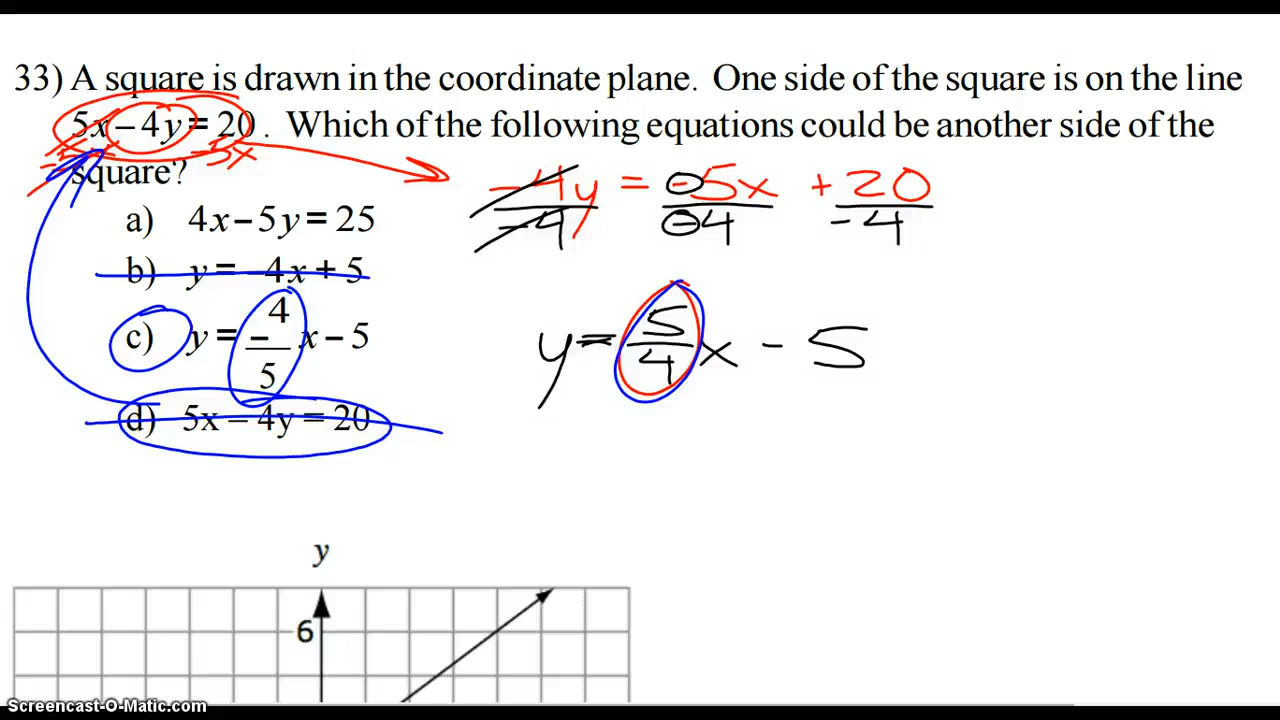 33) A square is drawn in the coordinate plane. One side of the square is on the line
5x – 4y = 20 . Which of the following equations could be another side of the
-5x -5x
square?
-4y = -5x + 20
-4 -4 -4
a) 4x – 5y = 25
b) y = –4x + 5
c) y = –4/5 x – 5
y = 5/4 x - 5
d) 5x – 4y = 20
y
6
Screencast-O-Matic.com